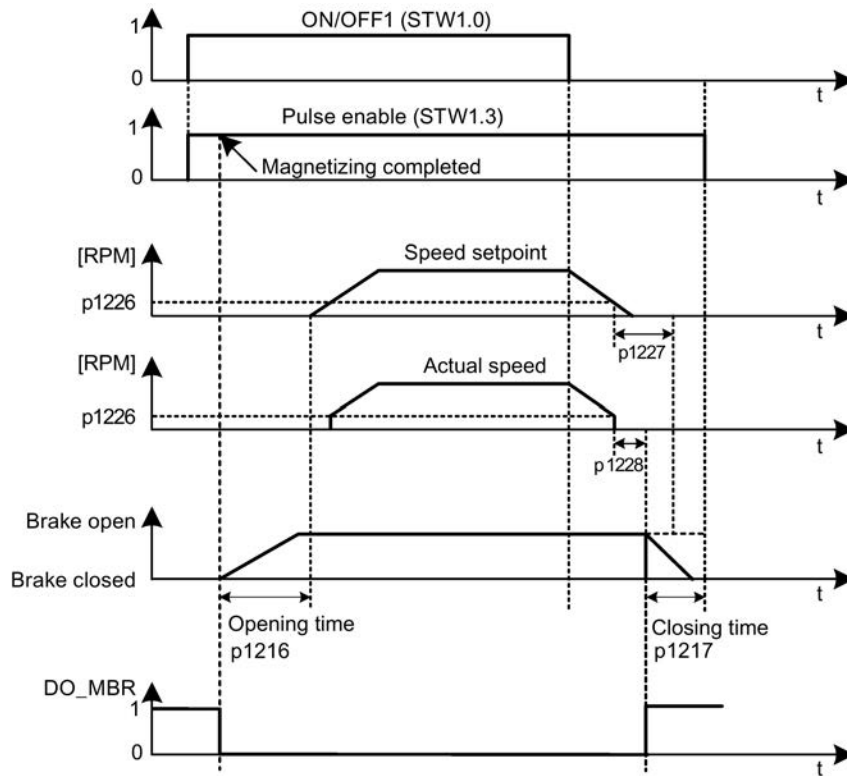 ON/OFF1 (STW1.0)
1
0
t
Pulse enable (STW1.3)
1
Magnetizing completed
0
t
[RPM]
Speed setpoint
p1226
t
p1227
[RPM]
Actual speed
p1226
t
p1228
Brake open
Brake closed
t
Opening time
p1216
Closing time
p1217
DO_MBR
1
0
t